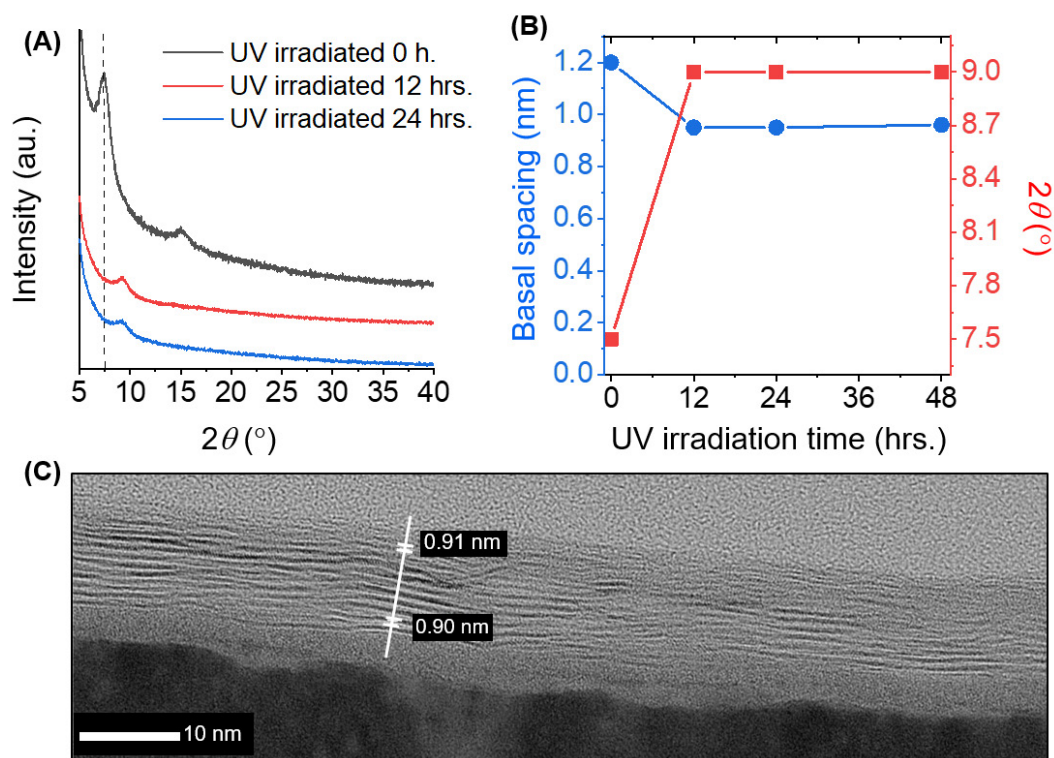 (A)
UV irradiated 0 h.
UV irradiated 12 hrs.
UV irradiated 24 hrs.
Intensity (au.)
5 10 15 20 25 30 35 40
2θ (°)
(B)
1.2
1.0
0.8
0.6
0.4
0.2
0.0
Basal spacing (nm)
9.0
8.7
8.4
8.1
7.8
7.5
2θ (°)
0 12 24 36 48
UV irradiation time (hrs.)
(C)
0.91 nm
0.90 nm
10 nm